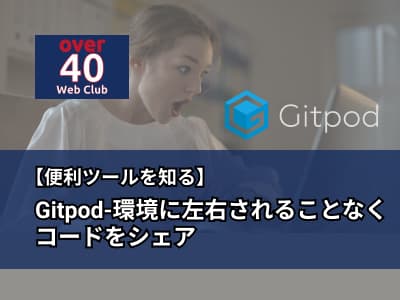 over
40
Web Club
Gitpod
【便利ツールを知る】
Gitpod-環境に左右されることなく
コードをシェア